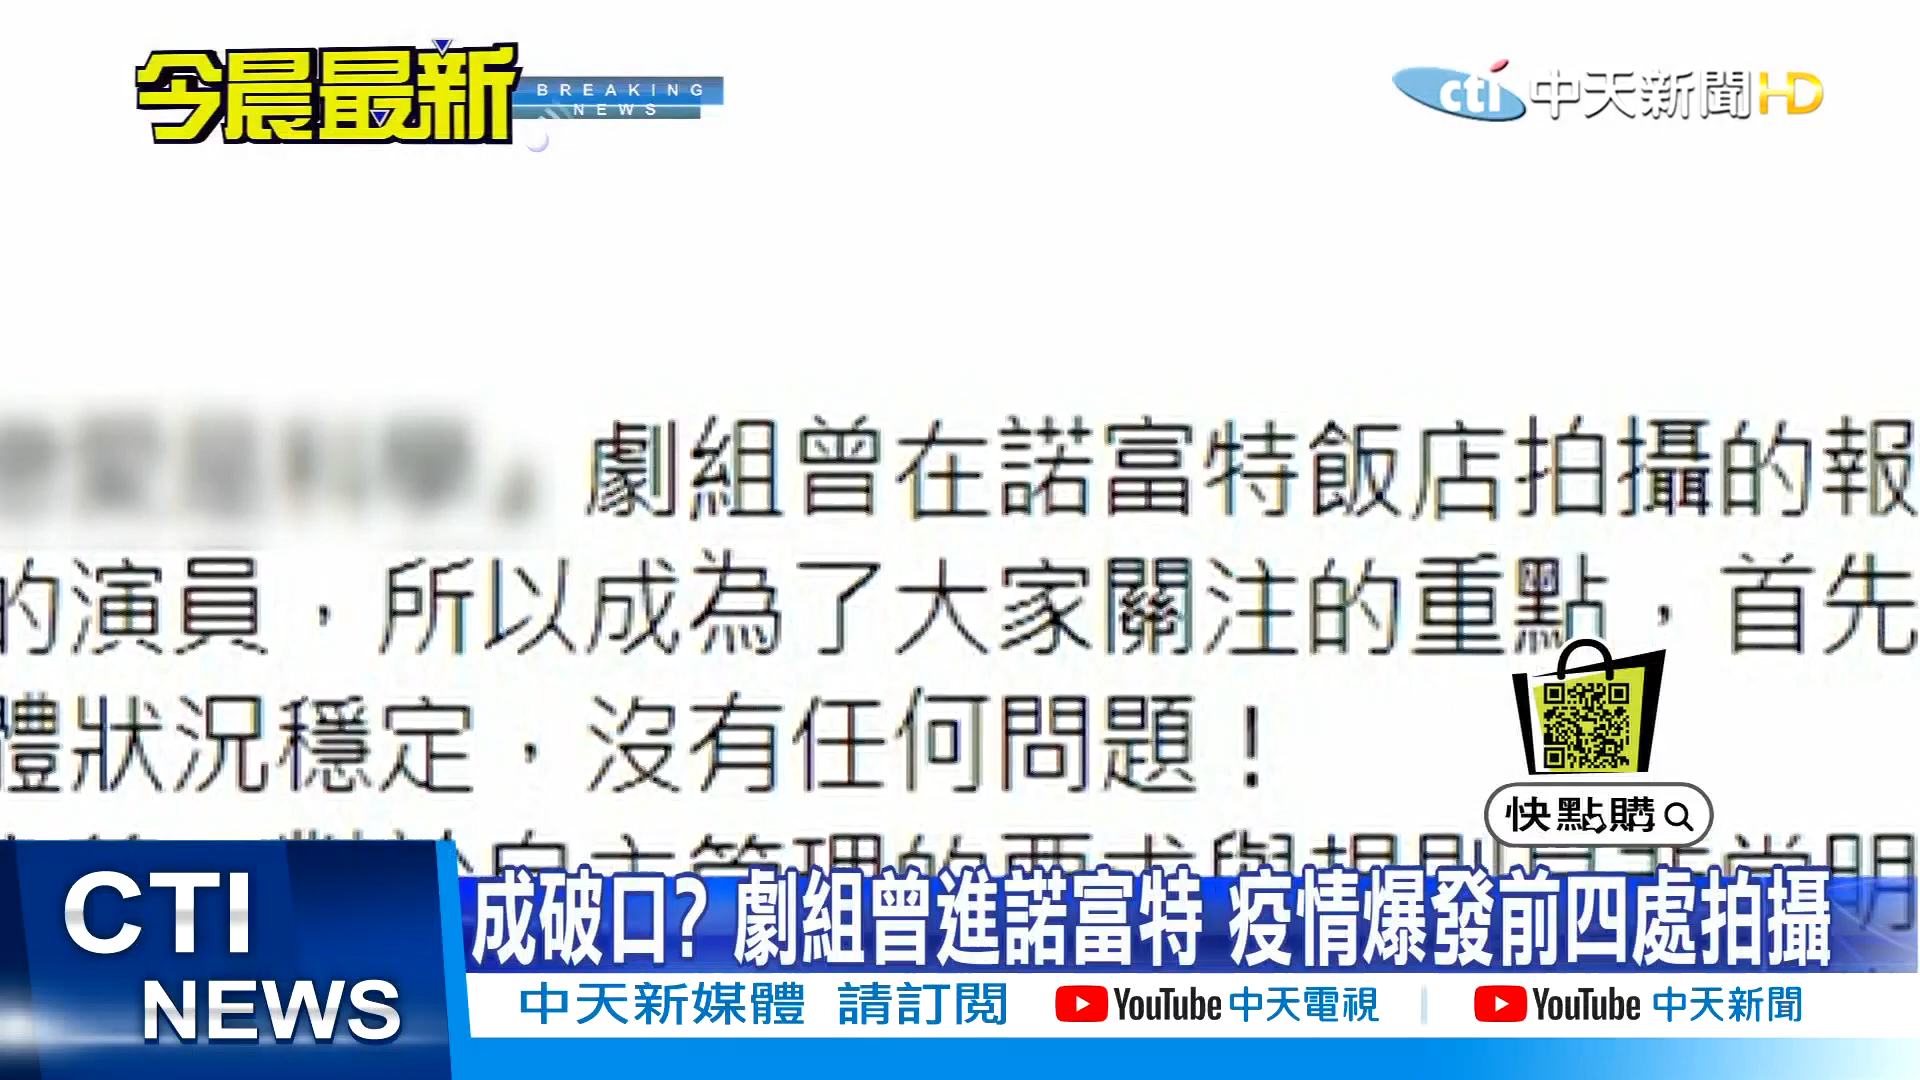 今晨最新
BREAKING
NEWS
cti 中天新聞HD
劇組曾在諾富特飯店拍攝的報
的演員，所以成為了大家關注的重點，首先
體狀況穩定，沒有任何問題！
快點購
CTI
NEWS
成破口? 劇組曾進諾富特 疫情爆發前四處拍攝
中天新媒體 請訂閱 YouTube 中天電視 | YouTube 中天新聞